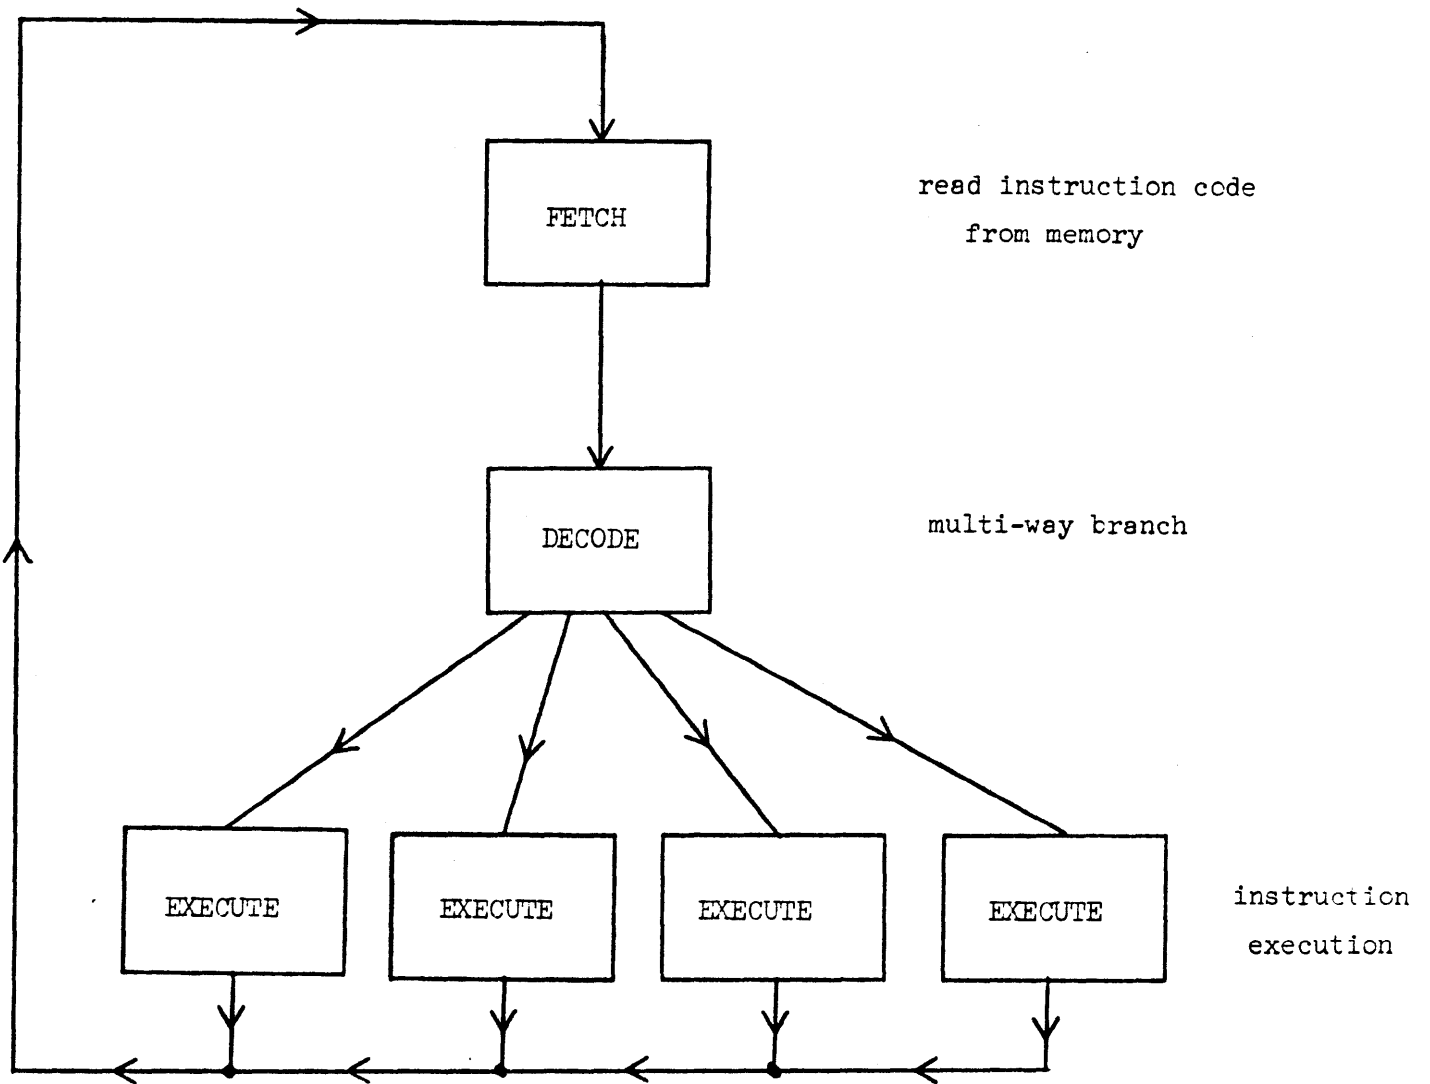 FETCH
read instruction code
from memory
DECODE
multi-way branch
EXECUTE
EXECUTE
EXECUTE
EXECUTE
instruction
execution